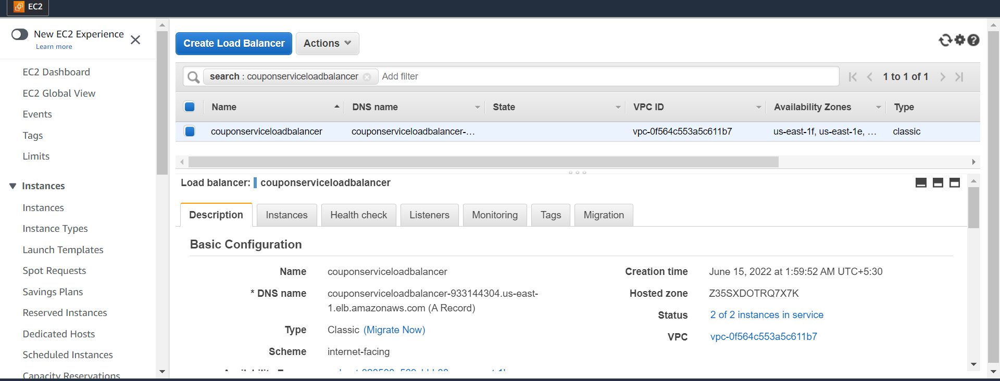 EC2
New EC2 Experience
Learn more
EC2 Dashboard
EC2 Global View
Events
Tags
Limits
Instances
Instances
Instance Types
Launch Templates
Spot Requests
Savings Plans
Reserved Instances
Dedicated Hosts
Scheduled Instances
Capacity Reservations
Create Load Balancer Actions
search : couponserviceloadbalancer Add filter 1 to 1 of 1
Name DNS name State VPC ID Availability Zones Type
couponserviceloadbalancer couponserviceloadbalancer-... vpc-0f564c553a5c611b7 us-east-1f, us-east-1e, ... classic
Load balancer: couponserviceloadbalancer
Description Instances Health check Listeners Monitoring Tags Migration
Basic Configuration
Name couponserviceloadbalancer
* DNS name couponserviceloadbalancer-933144304.us-east-
1.elb.amazonaws.com (A Record)
Type Classic (Migrate Now)
Scheme internet-facing
Creation time June 15, 2022 at 1:59:52 AM UTC+5:30
Hosted zone Z35SXDOTRQ7X7K
Status 2 of 2 instances in service
VPC vpc-0f564c553a5c611b7